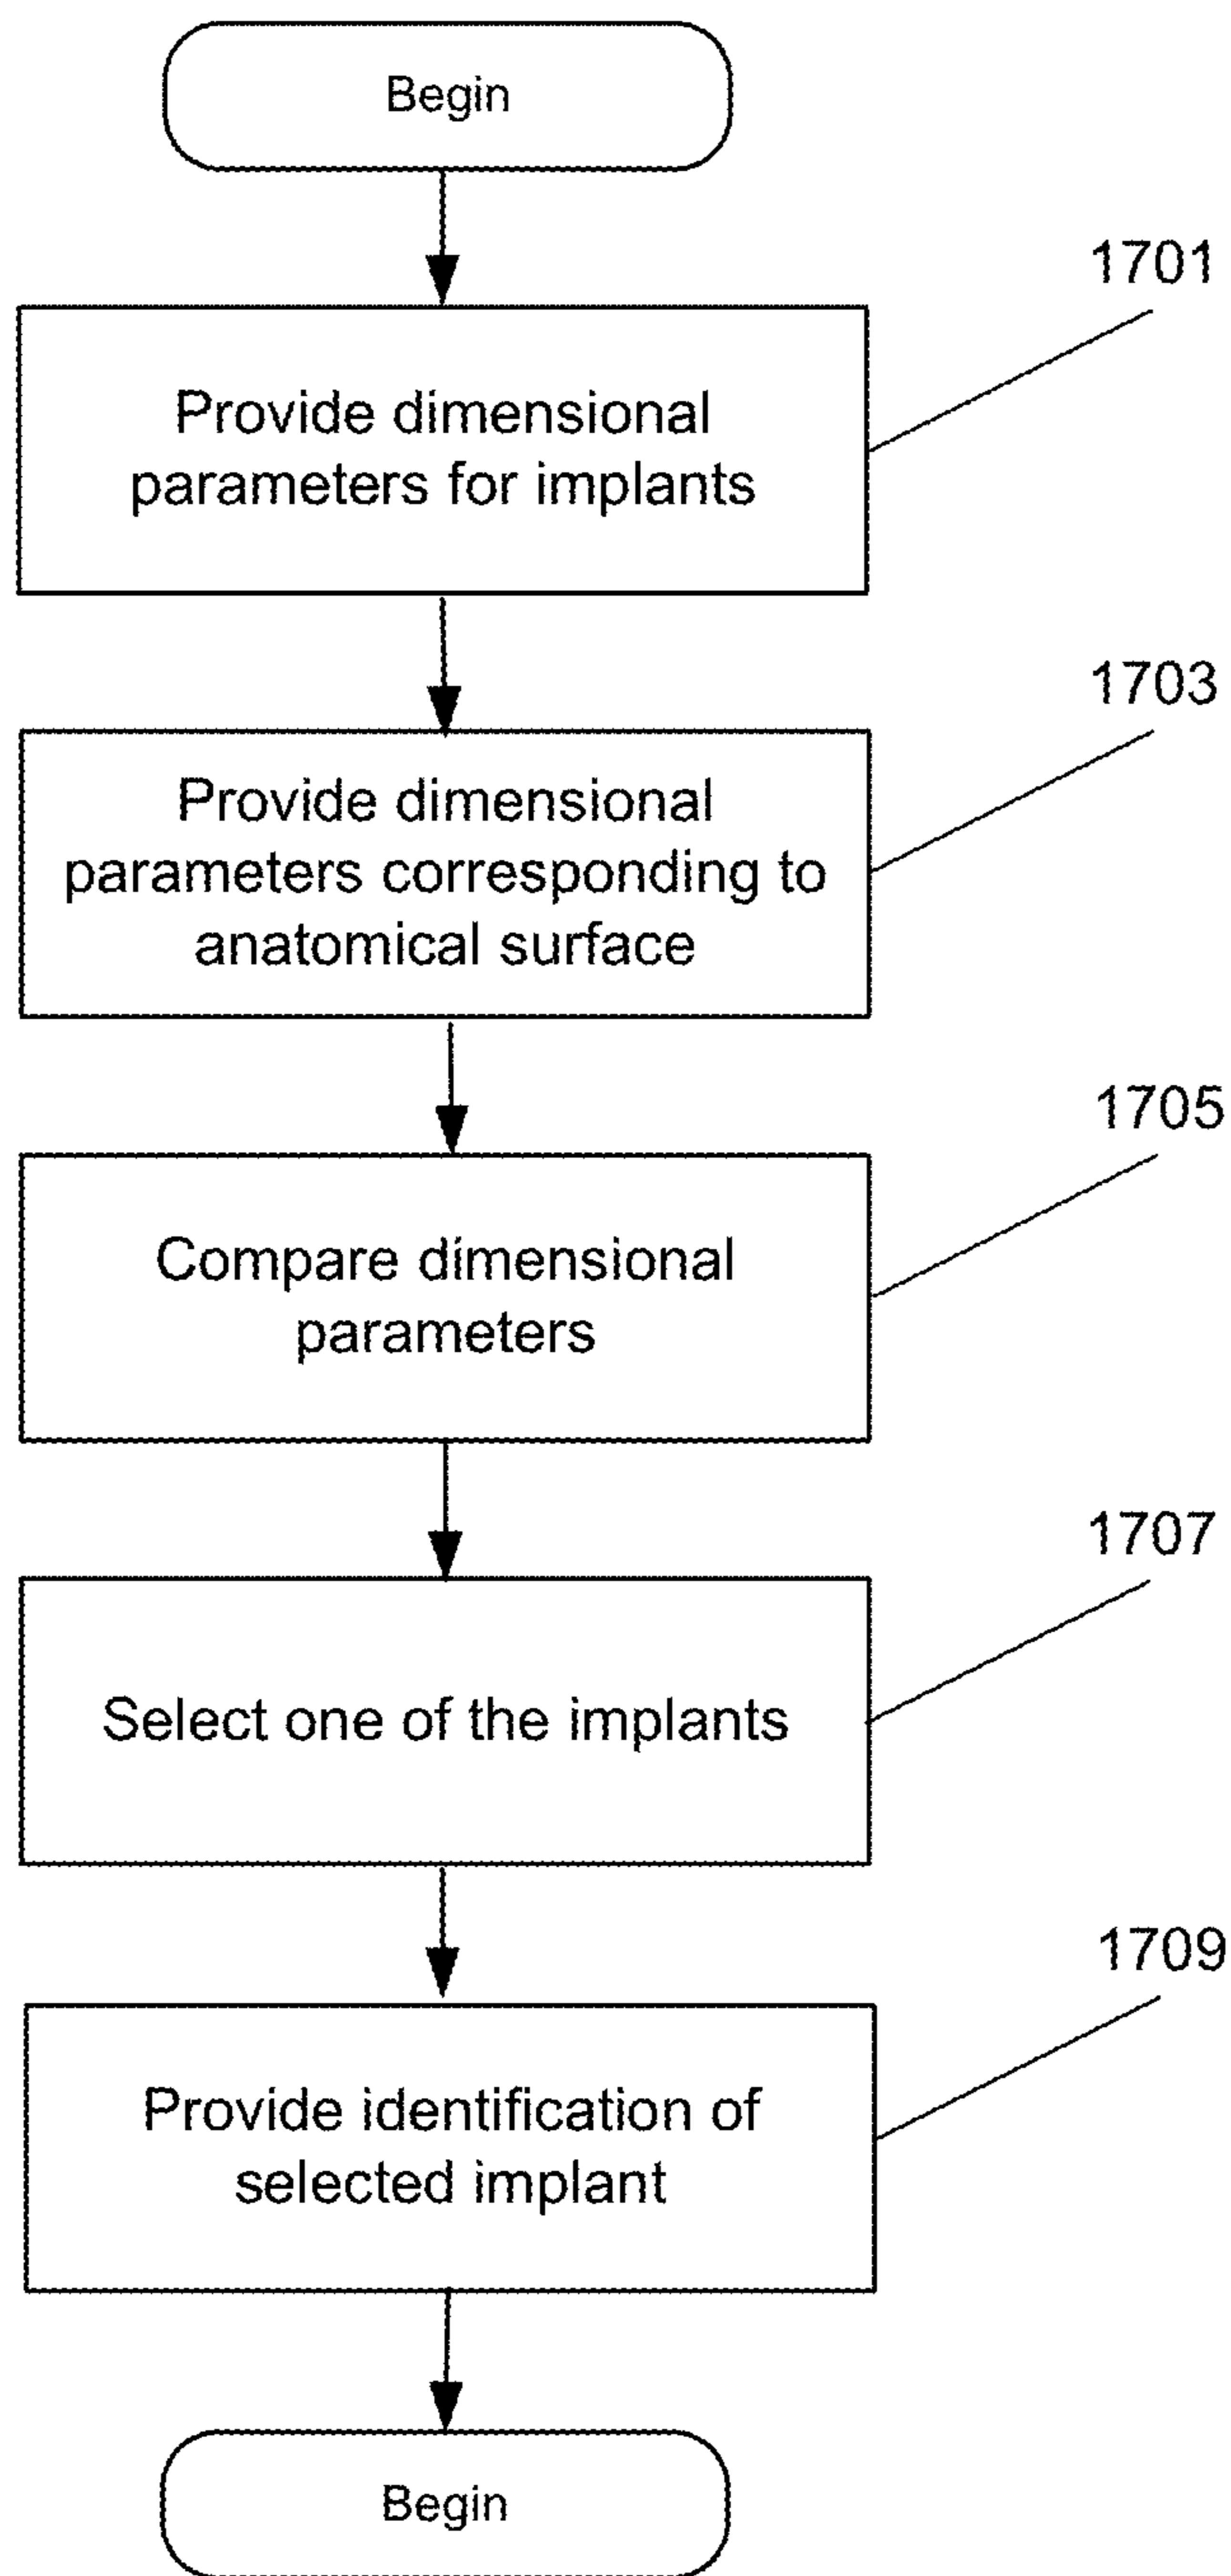 Begin
1701
Provide dimensional
parameters for implants
1703
Provide dimensional
parameters corresponding to
anatomical surface
1705
Compare dimensional
parameters
1707
Select one of the implants
1709
Provide identification of
selected implant
Begin